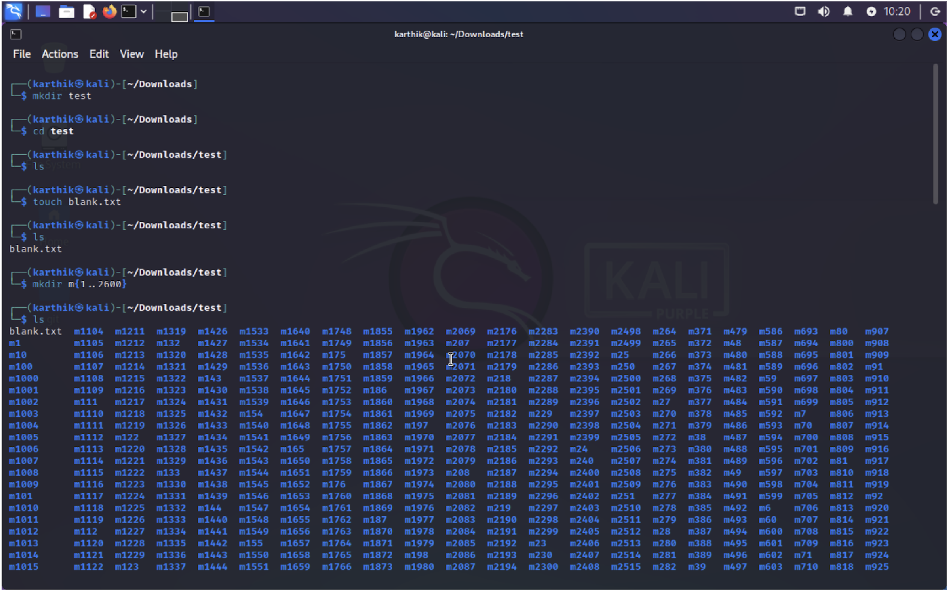 10:20
karthik@kali: ~/Downloads/test
File Actions Edit View Help
(karthik㉿kali)-[~/Downloads]
$ mkdir test
(karthik㉿kali)-[~/Downloads]
$ cd test
(karthik㉿kali)-[~/Downloads/test]
$ ls
(karthik㉿kali)-[~/Downloads/test]
$ touch blank.txt
(karthik㉿kali)-[~/Downloads/test]
$ ls
blank.txt
(karthik㉿kali)-[~/Downloads/test]
$ mkdir m{1..2600}
(karthik㉿kali)-[~/Downloads/test]
$ ls
blank.txt m1104 m1211 m1319 m1426 m1533 m1640 m1748 m1855 m1962 m2069 m2176 m2283 m2390 m2498 m264 m371 m479 m586 m693 m80 m907
m1 m1105 m1212 m132 m1427 m1534 m1641 m1749 m1856 m1963 m207 m2177 m2284 m2391 m2499 m265 m372 m48 m587 m694 m800 m908
m10 m1106 m1213 m1320 m1428 m1535 m1642 m175 m1857 m1964 m2070 m2178 m2285 m2392 m25 m266 m373 m480 m588 m695 m801 m909
m100 m1107 m1214 m1321 m1429 m1536 m1643 m1750 m1858 m1965 m2071 m2179 m2286 m2393 m250 m267 m374 m481 m589 m696 m802 m91
m1000 m1108 m1215 m1322 m143 m1537 m1644 m1751 m1859 m1966 m2072 m218 m2287 m2394 m2500 m268 m375 m482 m59 m697 m803 m910
m1001 m1109 m1216 m1323 m1430 m1538 m1645 m1752 m186 m1967 m2073 m2180 m2288 m2395 m2501 m269 m376 m483 m590 m698 m804 m911
m1002 m111 m1217 m1324 m1431 m1539 m1646 m1753 m1860 m1968 m2074 m2181 m2289 m2396 m2502 m27 m377 m484 m591 m699 m805 m912
m1003 m1110 m1218 m1325 m1432 m154 m1647 m1754 m1861 m1969 m2075 m2182 m229 m2397 m2503 m270 m378 m485 m592 m7 m806 m913
m1004 m1111 m1219 m1326 m1433 m1540 m1648 m1755 m1862 m197 m2076 m2183 m2290 m2398 m2504 m271 m379 m486 m593 m70 m807 m914
m1005 m1112 m122 m1327 m1434 m1541 m1649 m1756 m1863 m1970 m2077 m2184 m2291 m2399 m2505 m272 m38 m487 m594 m700 m808 m915
m1006 m1113 m1220 m1328 m1435 m1542 m165 m1757 m1864 m1971 m2078 m2185 m2292 m24 m2506 m273 m380 m488 m595 m701 m809 m916
m1007 m1114 m1221 m1329 m1436 m1543 m1650 m1758 m1865 m1972 m2079 m2186 m2293 m240 m2507 m274 m381 m489 m596 m702 m81 m917
m1008 m1115 m1222 m133 m1437 m1544 m1651 m1759 m1866 m1973 m208 m2187 m2294 m2400 m2508 m275 m382 m49 m597 m703 m810 m918
m1009 m1116 m1223 m1330 m1438 m1545 m1652 m176 m1867 m1974 m2080 m2188 m2295 m2401 m2509 m276 m383 m490 m598 m704 m811 m919
m101 m1117 m1224 m1331 m1439 m1546 m1653 m1760 m1868 m1975 m2081 m2189 m2296 m2402 m251 m277 m384 m491 m599 m705 m812 m92
m1010 m1118 m1225 m1332 m144 m1547 m1654 m1761 m1869 m1976 m2082 m219 m2297 m2403 m2510 m278 m385 m492 m6 m706 m813 m920
m1011 m1119 m1226 m1333 m1440 m1548 m1655 m1762 m187 m1977 m2083 m2190 m2298 m2404 m2511 m279 m386 m493 m60 m707 m814 m921
m1012 m112 m1227 m1334 m1441 m1549 m1656 m1763 m1870 m1978 m2084 m2191 m2299 m2405 m2512 m28 m387 m494 m600 m708 m815 m922
m1013 m1120 m1228 m1335 m1442 m155 m1657 m1764 m1871 m1979 m2085 m2192 m23 m2406 m2513 m280 m388 m495 m601 m709 m816 m923
m1014 m1121 m1229 m1336 m1443 m1550 m1658 m1765 m1872 m198 m2086 m2193 m230 m2407 m2514 m281 m389 m496 m602 m71 m817 m924
m1015 m1122 m123 m1337 m1444 m1551 m1659 m1766 m1873 m1980 m2087 m2194 m2300 m2408 m2515 m282 m39 m497 m603 m710 m818 m925
KALI
PURPLE